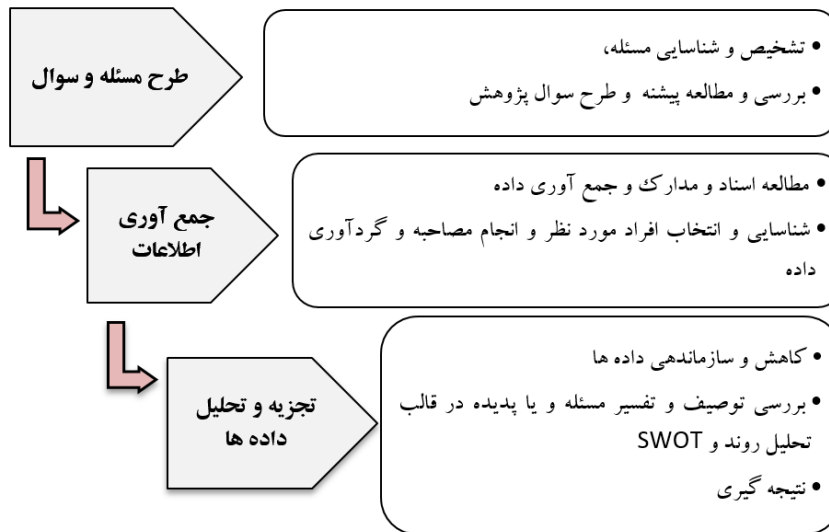 طرح مسئله و سوال
• تشخیص و شناسایی مسئله،
• بررسی و مطالعه پیشنه و طرح سوال پژوهش
جمع آوری
اطلاعات
• مطالعه اسناد و مدارک و جمع آوری داده
• شناسایی و انتخاب افراد مورد نظر و انجام مصاحبه و گردآوری
داده
تجزیه و تحلیل
داده ها
• کاهش و سازماندهی داده ها
• بررسی توصیف و تفسیر مسئله و یا پدیده در قالب
تحلیل روند و SWOT
• نتیجه گیری